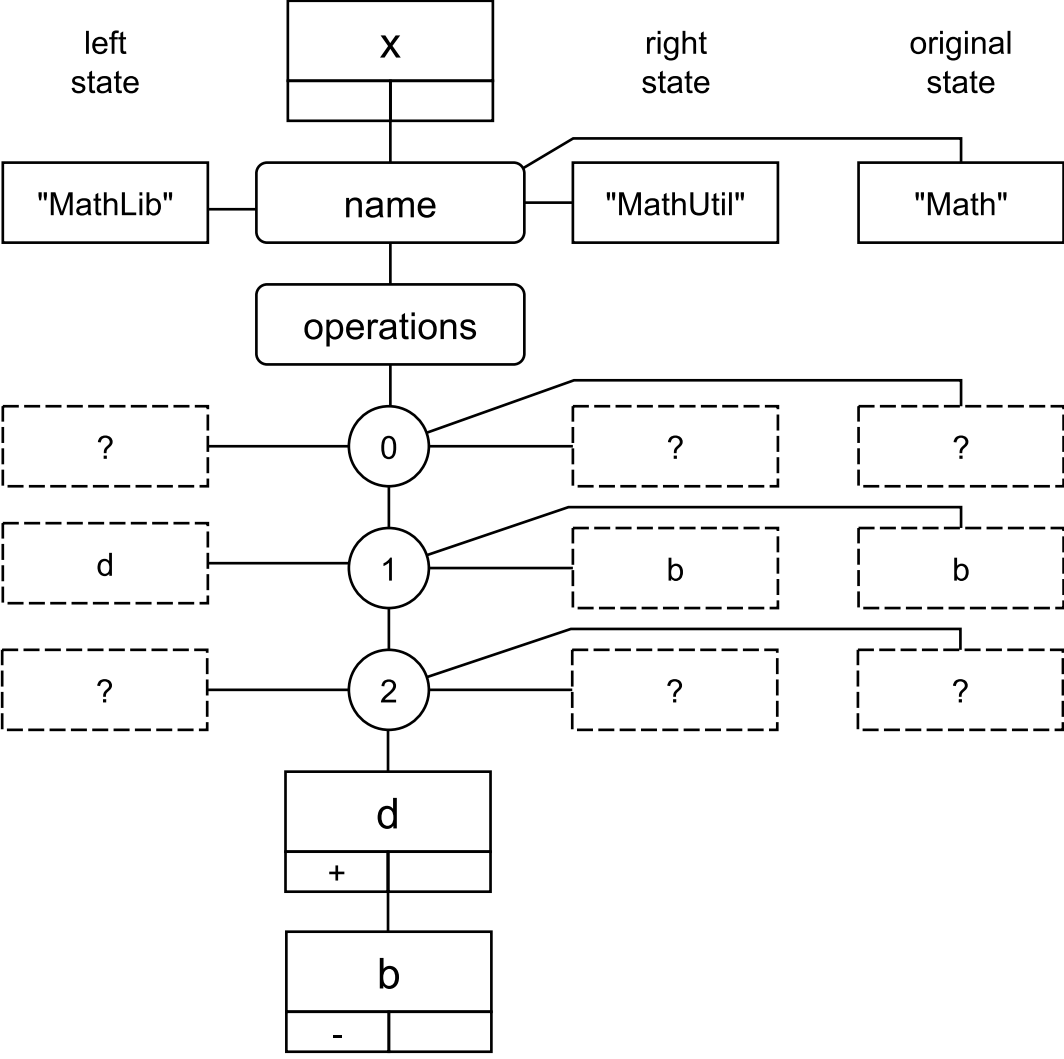 left
state
x
right
state
original
state
"MathLib"
name
"MathUtil"
"Math"
operations
?
0
?
?
d
1
b
b
?
2
?
?
d
+
b
-